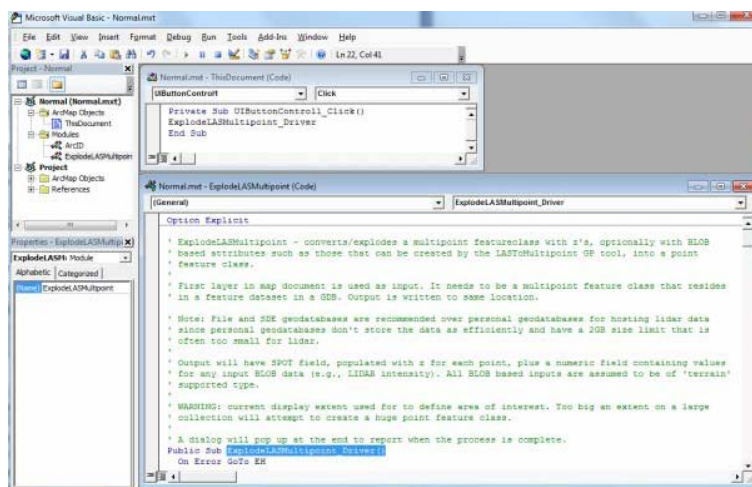 Microsoft Visual Basic - Normal.mxt
File Edit View Insert Format Debug Run Tools Add-Ins Window Help
Ln 22, Col 41
Project - Normal
Normal (Normal.mxt)
ArcMap Objects
ThisDocument
Modules
ArcID
ExplodeLASMultipoin
Project
ArcMap Objects
References
Properties - ExplodeLASMultipo
ExplodeLASM Module
Alphabetic Categorized
(Name) ExplodeLASMultipoint
Normal.mxt - ThisDocument (Code)
UIButtonControl1 Click
Private Sub UIButtonControl1_Click()
ExplodeLASMultipoint_Driver
End Sub
Normal.mxt - ExplodeLASMultipoint (Code)
(General) ExplodeLASMultipoint_Driver
Option Explicit
' ExplodeLASMultipoint - converts/explodes a multipoint featureclass with z's, optionally with BLOB
' based attributes such as those that can be created by the LASToMultipoint GP tool, into a point
' feature class.
'
' First layer in map document is used as input. It needs to be a multipoint feature class that resides
' in a feature dataset in a GDB. Output is written to same location.
'
' Note: File and SDE geodatabases are recommended over personal geodatabases for hosting lidar data
' since personal geodatabases don't store the data as efficiently and have a 2GB size limit that is
' often too small for lidar.
'
' Output will have SPOT field, populated with z for each point, plus a numeric field containing values
' for any input BLOB data (e.g., LIDAR intensity). All BLOB based inputs are assumed to be of 'terrain'
' supported type.
'
' WARNING: current display extent used for to define area of interest. Too big an extent on a large
' collection will attempt to create a huge point feature class.
'
' A dialog will pop up at the end to report when the process is complete.
Public Sub ExplodeLASMultipoint_Driver()
On Error GoTo EH